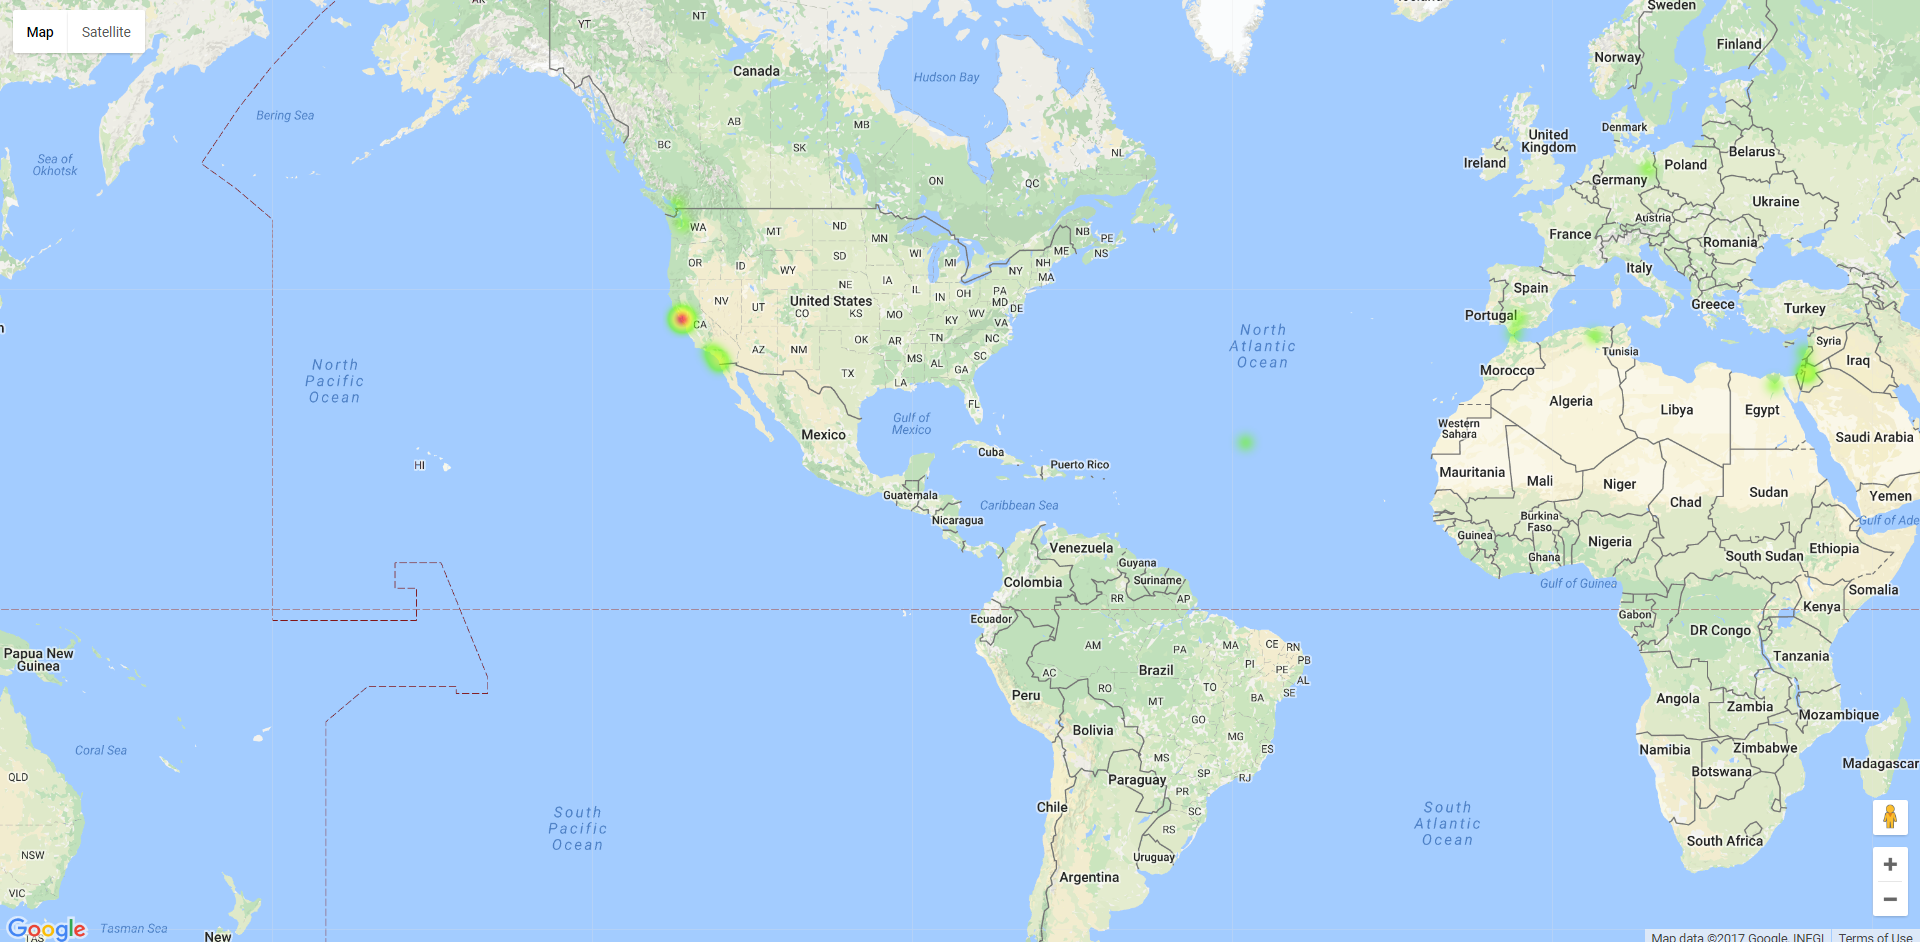 Map
Satellite
AK
YT
NT
Sweden
Finland
Norway
Canada
Hudson Bay
Bering Sea
AB
MB
BC
SK
NL
Sea of
Okhotsk
ON
QC
Denmark
United
Kingdom
Ireland
Belarus
Poland
Germany
Ukraine
Austria
France
Romania
WA
MT
ND
MN
NB
PE
ME
NS
OR
ID
SD
WI
MI
NH
NY
MA
WY
Italy
Spain
Greece
Turkey
Portugal
NE
IA
IL
IN
OH
PA
MD
DE
NV
UT
United States
CO
KS
MO
KY
WV
VA
CA
AZ
NM
OK
AR
TN
NC
SC
MS
AL
GA
TX
LA
FL
North
Atlantic
Ocean
Syria
Iraq
Tunisia
Morocco
Algeria
Libya
Egypt
Saudi Arabia
Western
Sahara
North
Pacific
Ocean
Gulf of
Mexico
Mexico
Cuba
Puerto Rico
HI
Guatemala
Caribbean Sea
Nicaragua
Mauritania
Mali
Niger
Chad
Sudan
Yemen
Gulf of Ade
Burkina
Faso
Guinea
Ghana
Nigeria
South Sudan
Ethiopia
Gulf of Guinea
Somalia
Kenya
Gabon
DR Congo
Tanzania
Venezuela
Guyana
Suriname
Colombia
RR
AP
Ecuador
AM
PA
MA
CE
RN
PB
PI
PE
AL
SE
Brazil
AC
RO
TO
BA
MT
Peru
GO
Bolivia
MG
ES
MS
SP
RJ
Paraguay
PR
SC
RS
Chile
Uruguay
Argentina
Papua New
Guinea
Coral Sea
QLD
NSW
VIC
TAS
Tasman Sea
New
South
Pacific
Ocean
South
Atlantic
Ocean
Angola
Zambia
Mozambique
Namibia
Zimbabwe
Botswana
Madagascar
South Africa
Google
Map data ©2017 Google, INEGI
Terms of Use